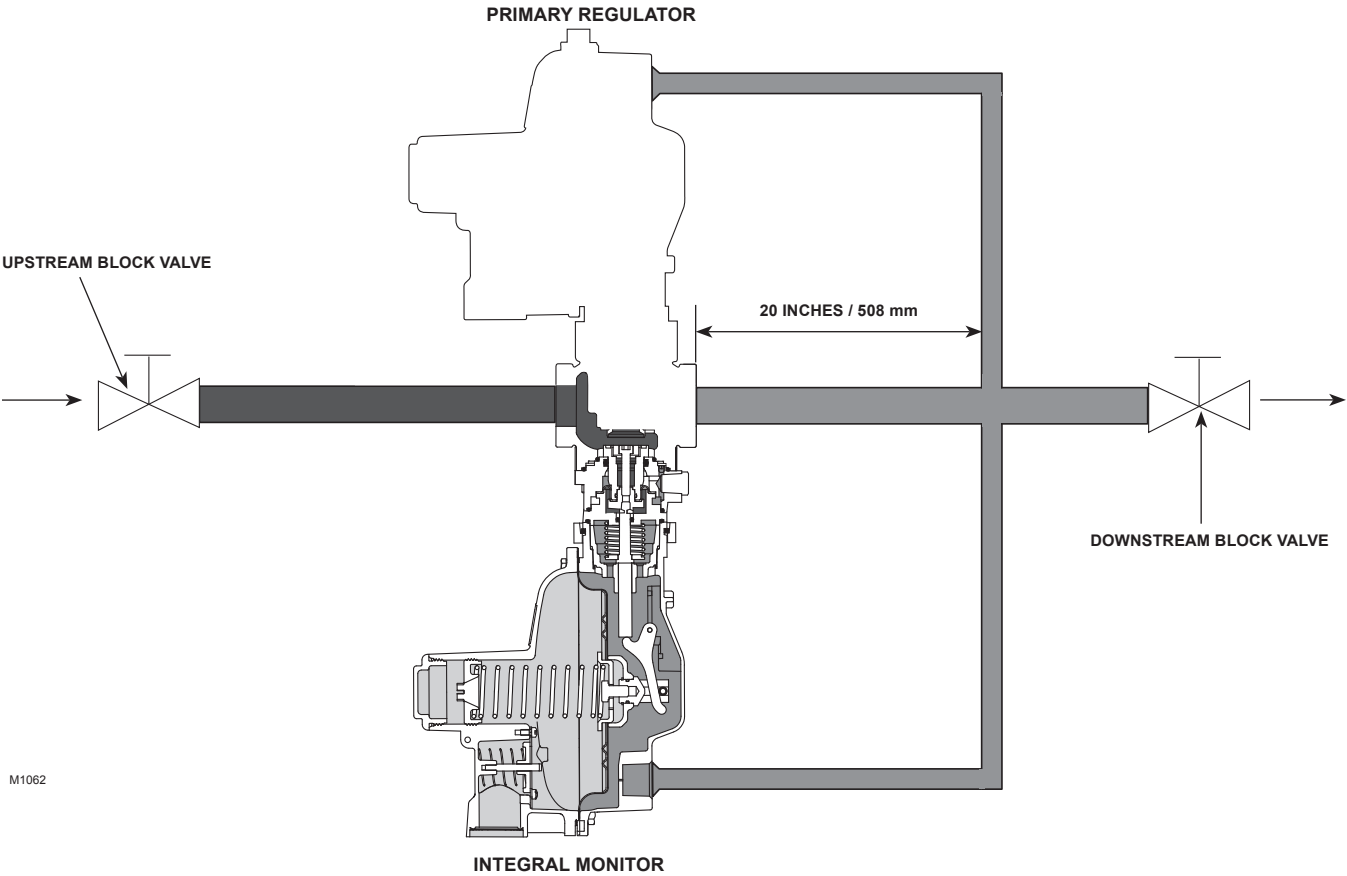 PRIMARY REGULATOR
UPSTREAM BLOCK VALVE
20 INCHES / 508 mm
DOWNSTREAM BLOCK VALVE
M1062
INTEGRAL MONITOR